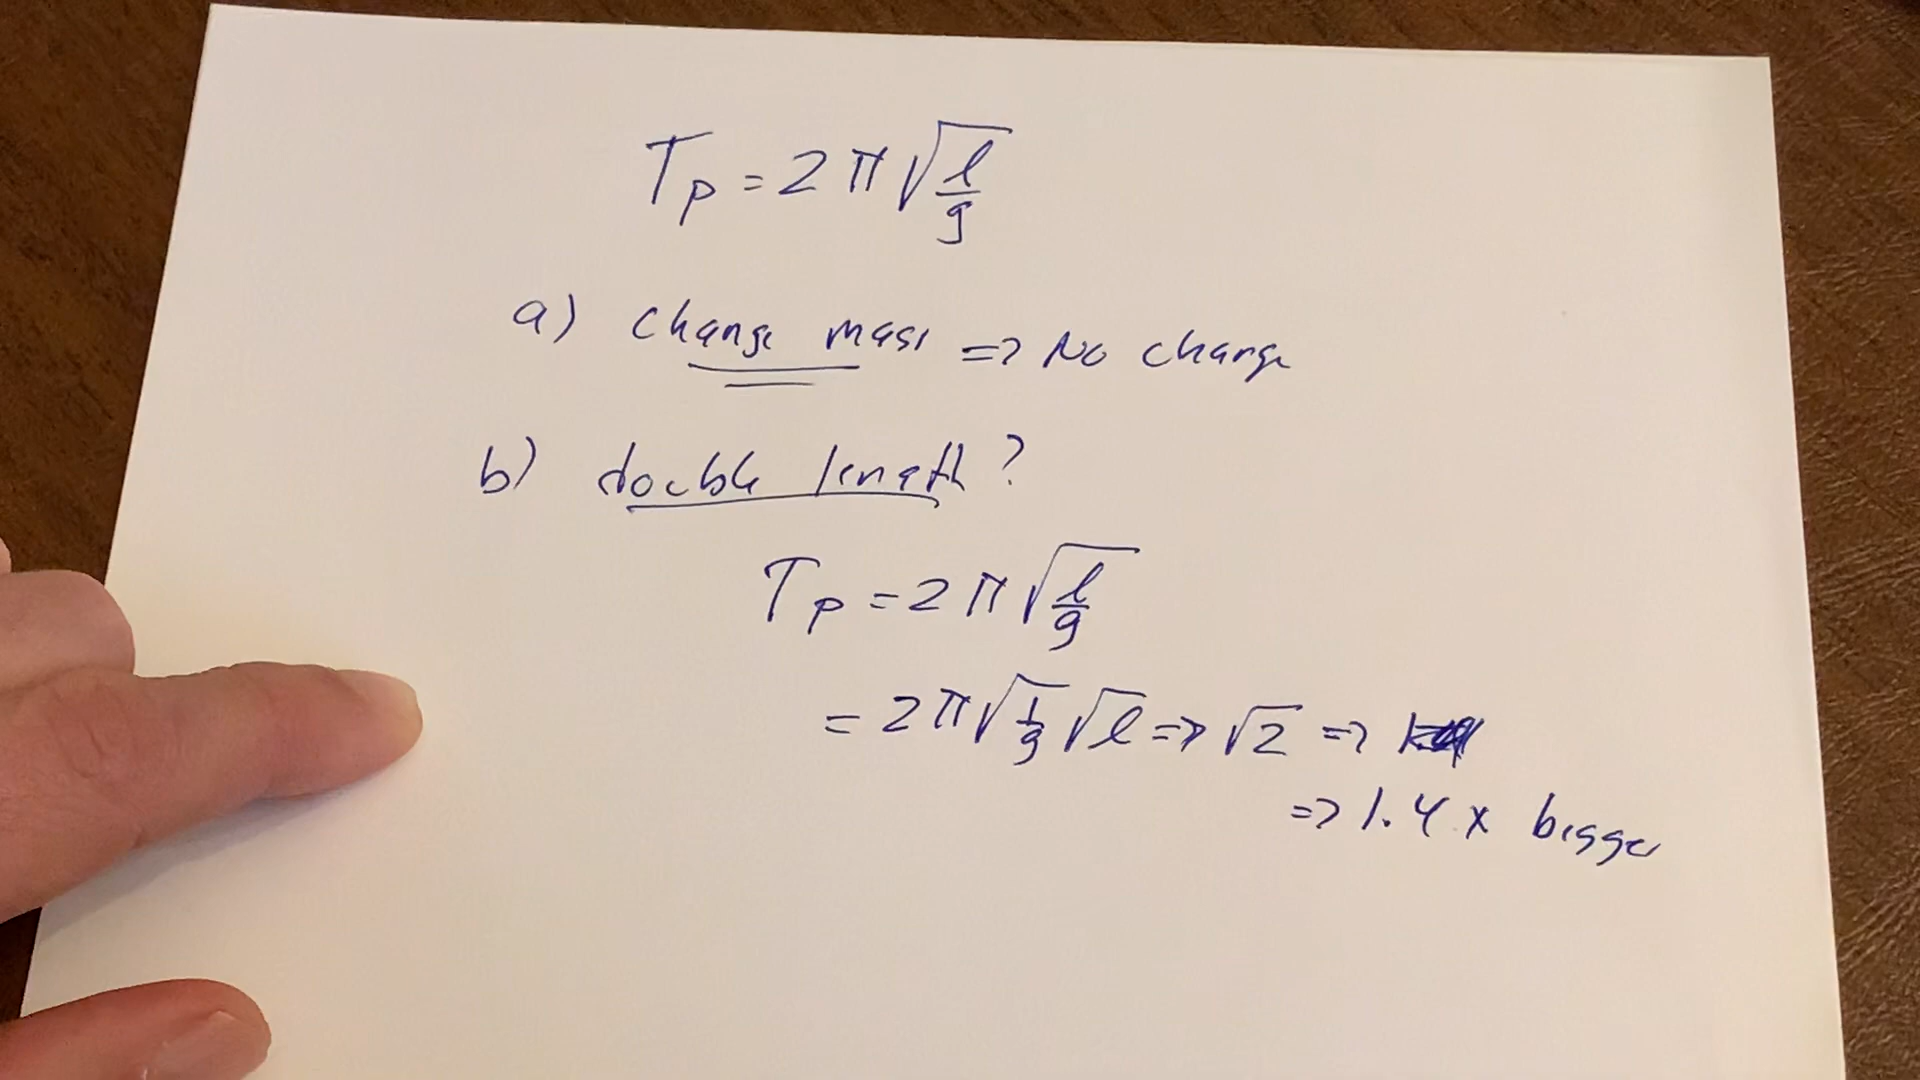 Tp = 2π√(l/g)
a) change mass => No change
b) double length?
Tp = 2π√(l/g)
= 2π√(1/g)√l => √2 =>
=> 1.4 x bigger